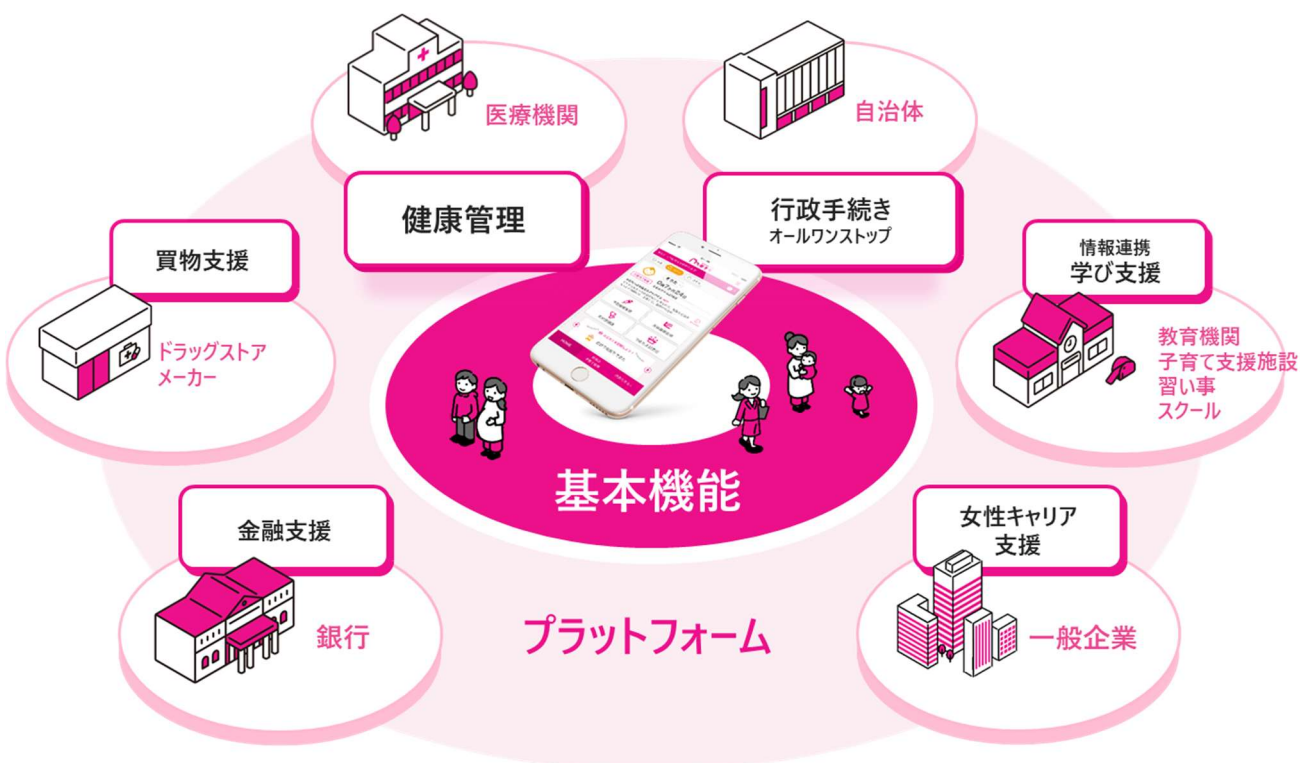 医療機関
健康管理
自治体
行政手続き
オールワンストップ
買物支援
ドラッグストア
メーカー
情報連携
学び支援
教育機関
子育て支援施設
習い事
スクール
基本機能
金融支援
銀行
女性キャリア
支援
一般企業
プラットフォーム